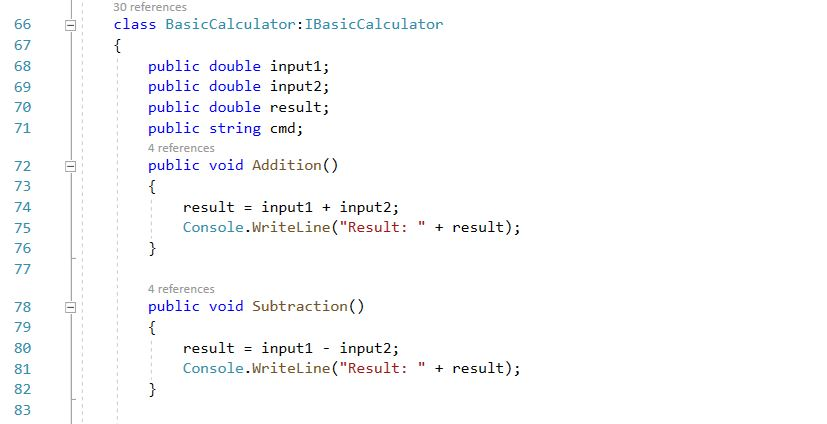 30 references
66 class BasicCalculator:IBasicCalculator
67 {
68 public double input1;
69 public double input2;
70 public double result;
71 public string cmd;
4 references
72 public void Addition()
73 {
74 result = input1 + input2;
75 Console.WriteLine("Result: " + result);
76 }
77
4 references
78 public void Subtraction()
79 {
80 result = input1 - input2;
81 Console.WriteLine("Result: " + result);
82 }
83